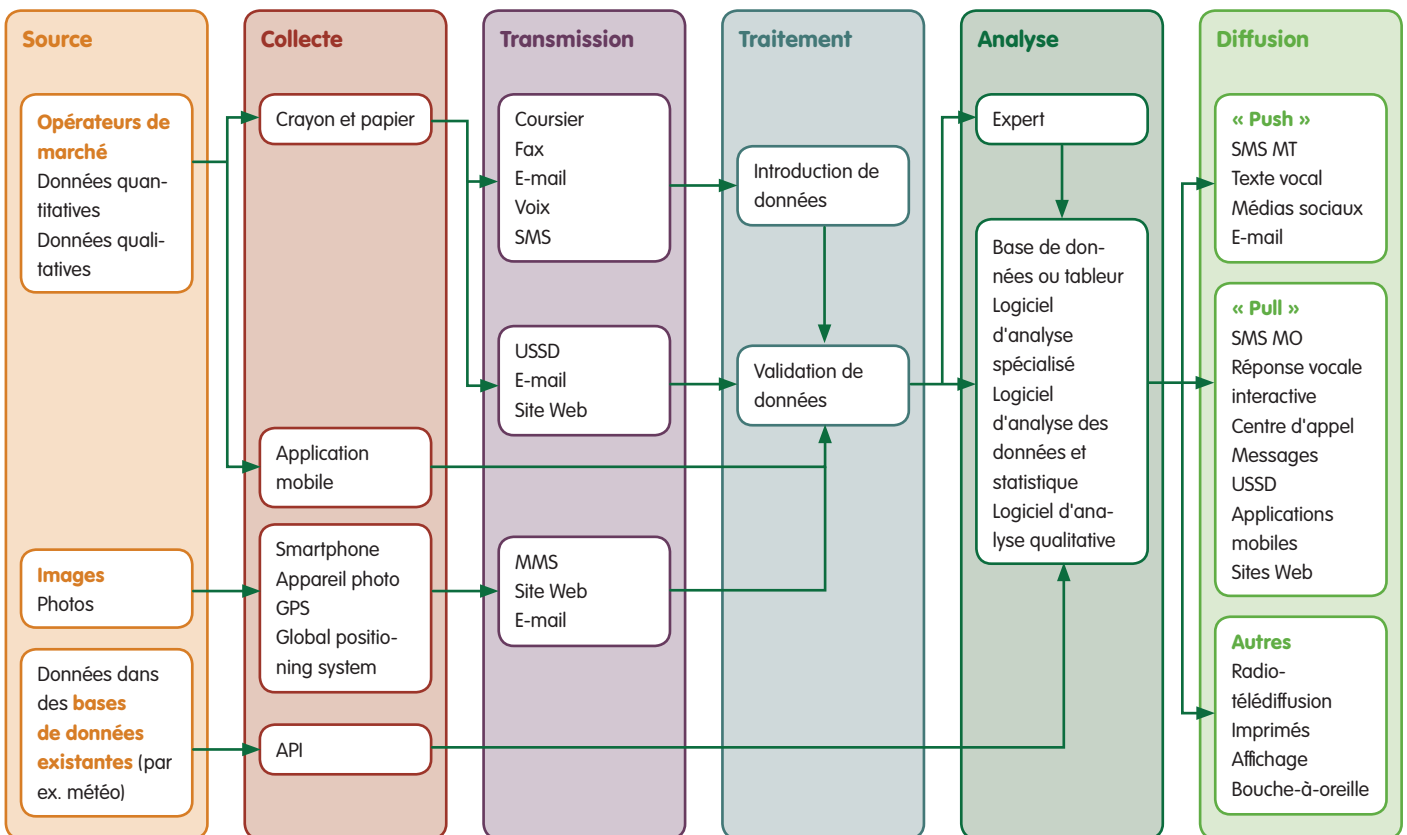 Source
Opérateurs de
marché
Données quan-
titatives
Données quali-
tatives
Images
Photos
Données dans
des bases
de données
existantes (par
ex. météo)
Collecte
Crayon et papier
Application
mobile
Smartphone
Appareil photo
GPS
Global positio-
ning system
API
Transmission
Coursier
Fax
E-mail
Voix
SMS
USSD
E-mail
Site Web
MMS
Site Web
E-mail
Traitement
Introduction de
données
Validation de
données
Analyse
Expert
Base de don-
nées ou tableur
Logiciel
d'analyse
spécialisé
Logiciel
d'analyse des
données et
statistique
Logiciel d'ana-
lyse qualitative
Diffusion
« Push »
SMS MT
Texte vocal
Médias sociaux
E-mail
« Pull »
SMS MO
Réponse vocale
interactive
Centre d'appel
Messages
USSD
Applications
mobiles
Sites Web
Autres
Radio-
télédiffusion
Imprimés
Affichage
Bouche-à-oreille